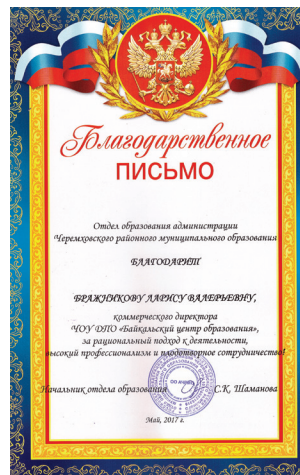 Благодарственное
ПИСЬМО
Отдел образования администрации
Черемховского районного муниципального образования
БЛАГОДАРИТ
БРАЖНИКОВУ ЛАРИСУ ВАЛЕРЬЕВНУ,
коммерческого директора
ЧОУ ДПО «Байкальский центр образования»,
за рациональный подход к деятельности,
высокий профессионализм и плодотворное сотрудничество!
Начальник отдела образования С.К. Шаманова
Май, 2017 г.